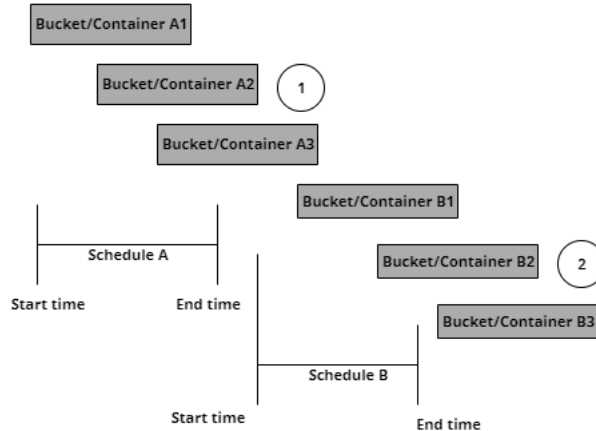 Bucket/Container A1
Bucket/Container A2
1
Bucket/Container A3
Bucket/Container B1
Schedule A
Bucket/Container B2
2
Start time
End time
Bucket/Container B3
Schedule B
Start time
End time